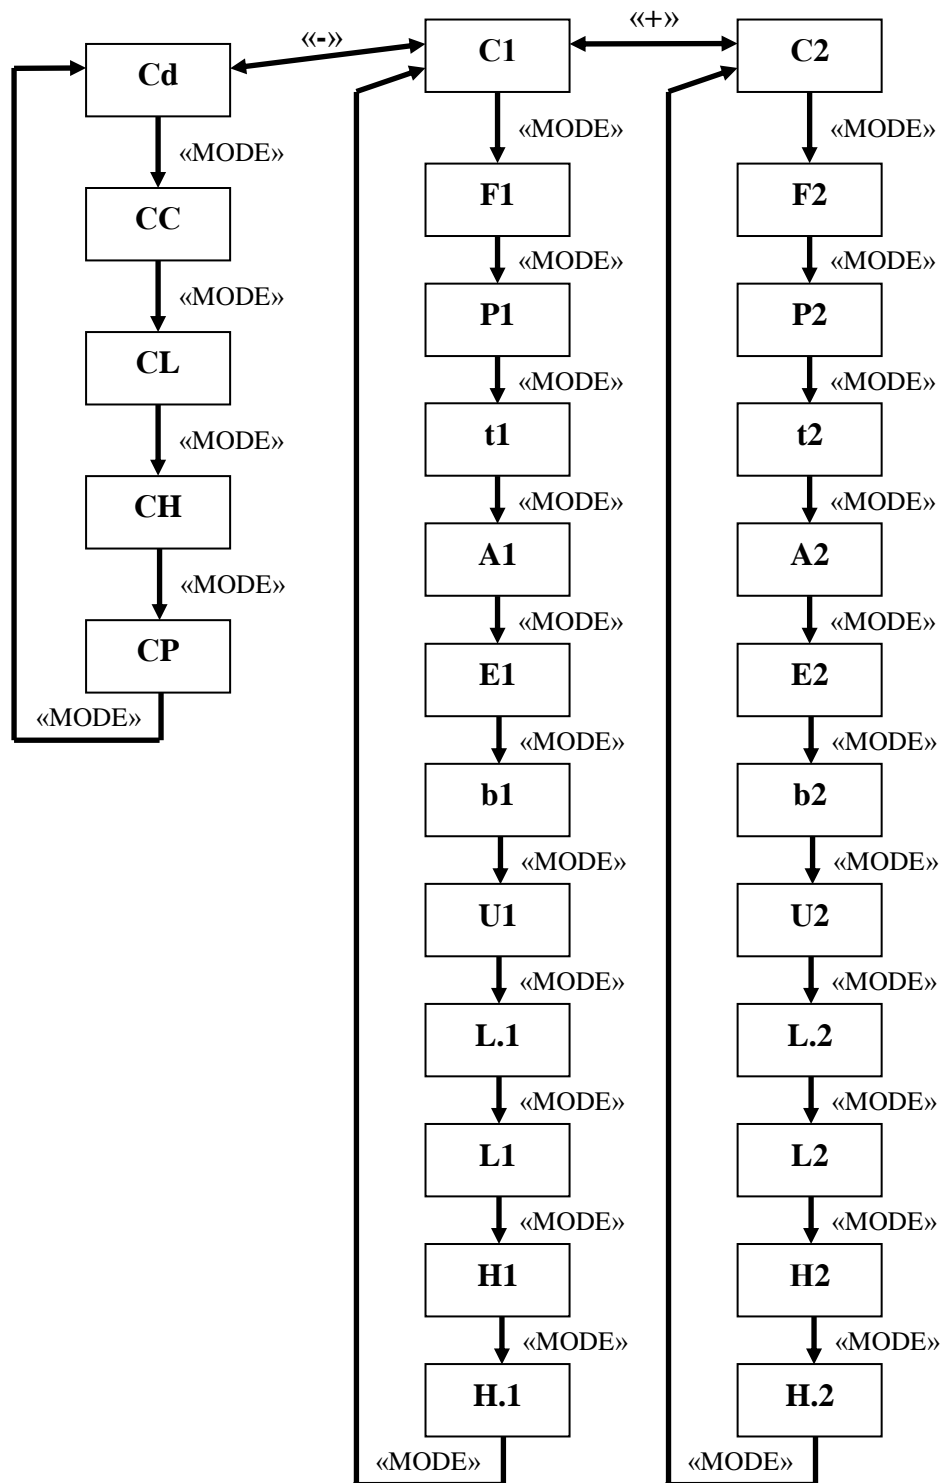 «-»
«+»
Cd
C1
C2
«MODE»
«MODE»
«MODE»
CC
F1
F2
«MODE»
«MODE»
«MODE»
CL
P1
P2
«MODE»
«MODE»
«MODE»
CH
t1
t2
«MODE»
«MODE»
«MODE»
CP
A1
A2
«MODE»
«MODE»
«MODE»
E1
E2
«MODE»
«MODE»
b1
b2
«MODE»
«MODE»
U1
U2
«MODE»
«MODE»
L.1
L.2
«MODE»
«MODE»
L1
L2
«MODE»
«MODE»
H1
H2
«MODE»
«MODE»
H.1
H.2
«MODE»
«MODE»